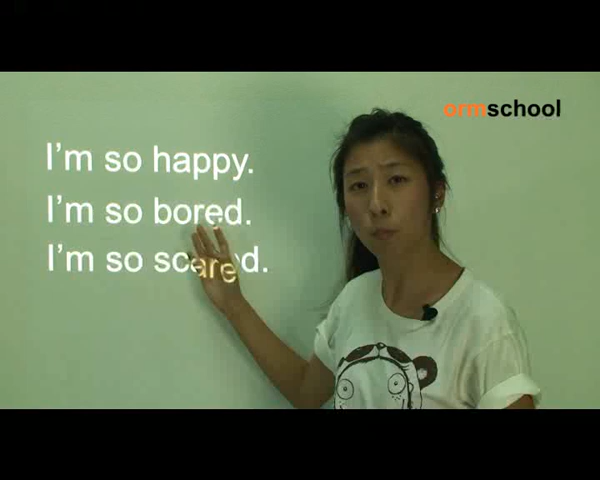 ormschool
I'm so happy.
I'm so bored.
I'm so scared.